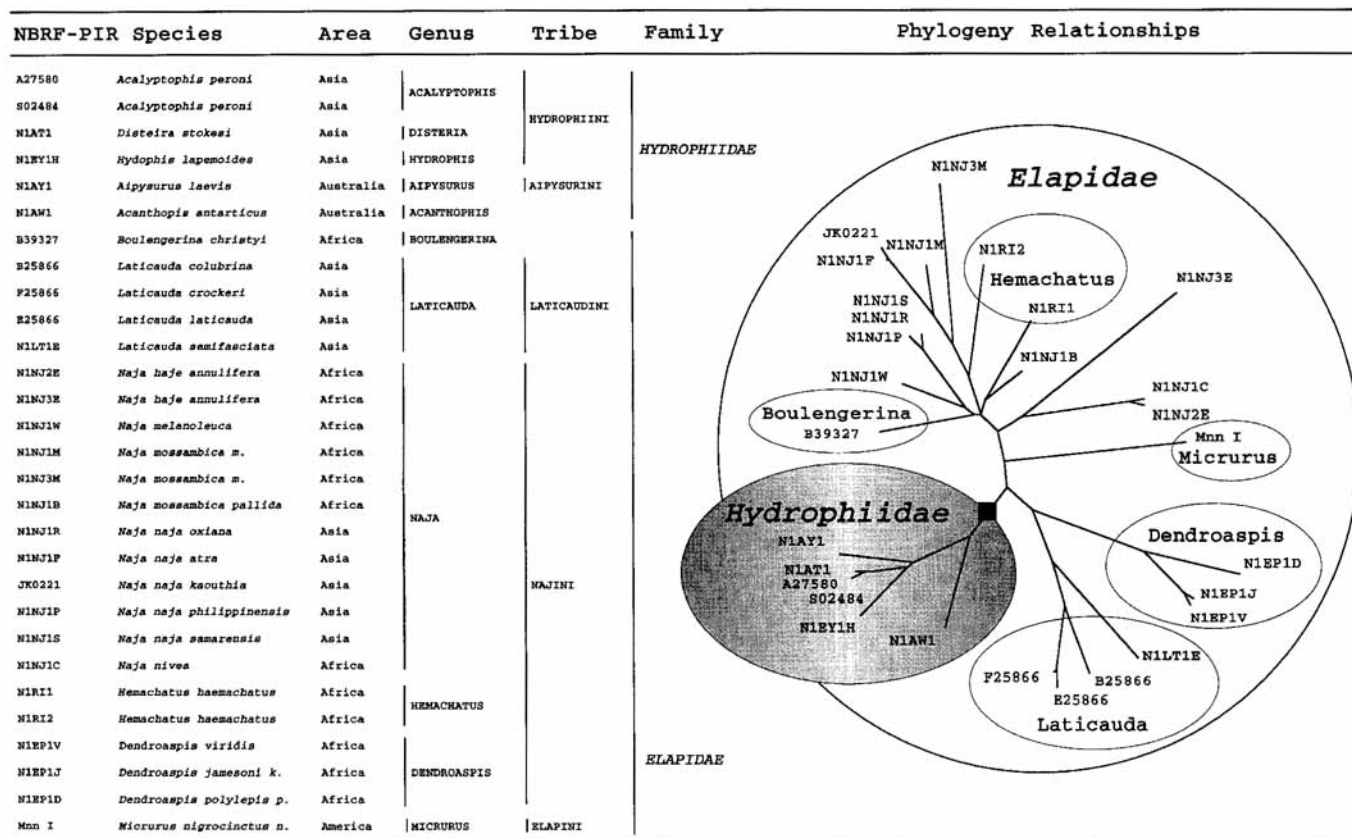 NBRF-PIR Species Area Genus Tribe Family Phylogeny Relationships
A27580 Acalyptophis peroni Asia
ACALYPTOPHIS
S02484 Acalyptophis peroni Asia
HYDROPHIINI
N1AT1 Disteira stokesi Asia DISTERIA
HYDROPHIIDAE
N1EY1H Hydophis lapemoides Asia HYDROPHIS
N1AY1 Aipysurus laevis Australia AIPYSURUS AIPYSURINI
N1AW1 Acanthopis antarticus Australia ACANTHOPHIS
B39327 Boulengerina christyi Africa BOULENGERINA
B25866 Laticauda colubrina Asia
F25866 Laticauda crockeri Asia
LATICAUDA LATICAUDINI
E25866 Laticauda laticauda Asia
N1LT1E Laticauda semifasciata Asia
N1NJ2E Naja haje annulifera Africa
N1NJ3E Naja haje annulifera Africa
N1NJ1W Naja melanoleuca Africa
N1NJ1M Naja mossambica m. Africa
N1NJ3M Naja mossambica m. Africa
N1NJ1B Naja mossambica pallida Africa
NAJA
N1NJ1R Naja naja oxiana Asia
N1NJ1F Naja naja atra Asia
JK0221 Naja naja kaouthia Asia
NAJINI
N1NJ1P Naja naja philippinensis Asia
N1NJ1S Naja naja samarensis Asia
N1NJ1C Naja nivea Africa
N1RI1 Hemachatus haemachatus Africa
HEMACHATUS
N1RI2 Hemachatus haemachatus Africa
N1EP1V Dendroaspis viridis Africa
ELAPIDAE
N1EP1J Dendroaspis jamesoni k. Africa DENDROASPIS
N1EP1D Dendroaspis polylepis p. Africa
Mnn I Micrurus nigrocinctus n. America MICRURUS ELAPINI
Elapidae
N1NJ3M
JK0221
N1NJ1M
N1RI2
N1NJ1F
Hemachatus
N1NJ3E
N1NJ1S
N1NJ1R
N1RI1
N1NJ1P
N1NJ1B
N1NJ1W
N1NJ1C
Boulengerina
N1NJ2E
B39327
Mnn I
Micrurus
Hydrophiidae
Dendroaspis
N1AY1
N1EP1D
N1AT1
A27580
S02484
N1EP1J
N1EP1V
N1EY1H
N1AW1
N1LT1E
F25866
B25866
E25866
Laticauda